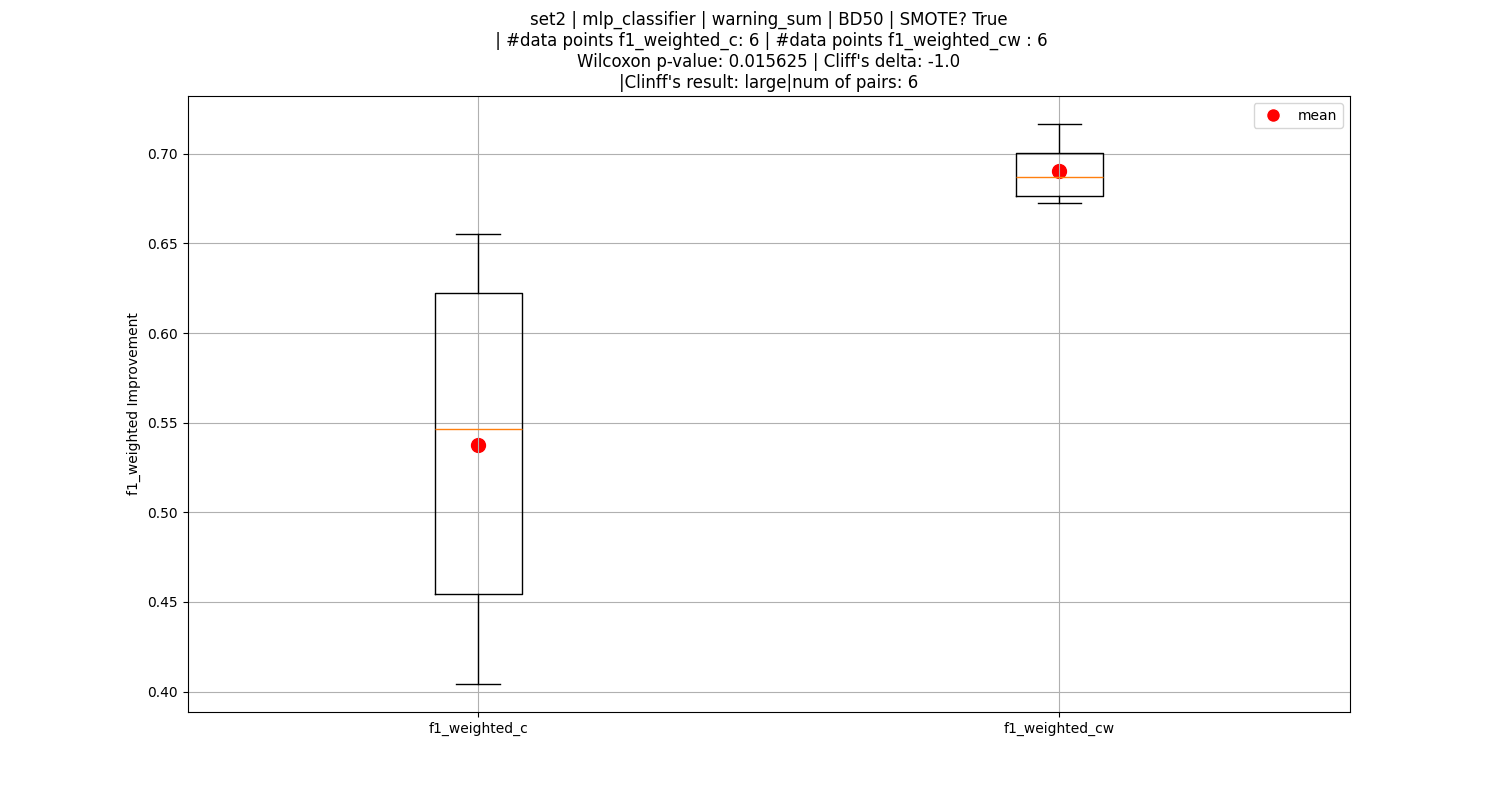 set2 | mlp_classifier | warning_sum | BD50 | SMOTE? True
| #data points f1_weighted_c: 6 | #data points f1_weighted_cw : 6
Wilcoxon p-value: 0.015625 | Cliff's delta: -1.0
|Clinff's result: large|num of pairs: 6
mean
0.70
0.65
0.60
0.55
0.50
0.45
0.40
f1_weighted Improvement
f1_weighted_c
f1_weighted_cw